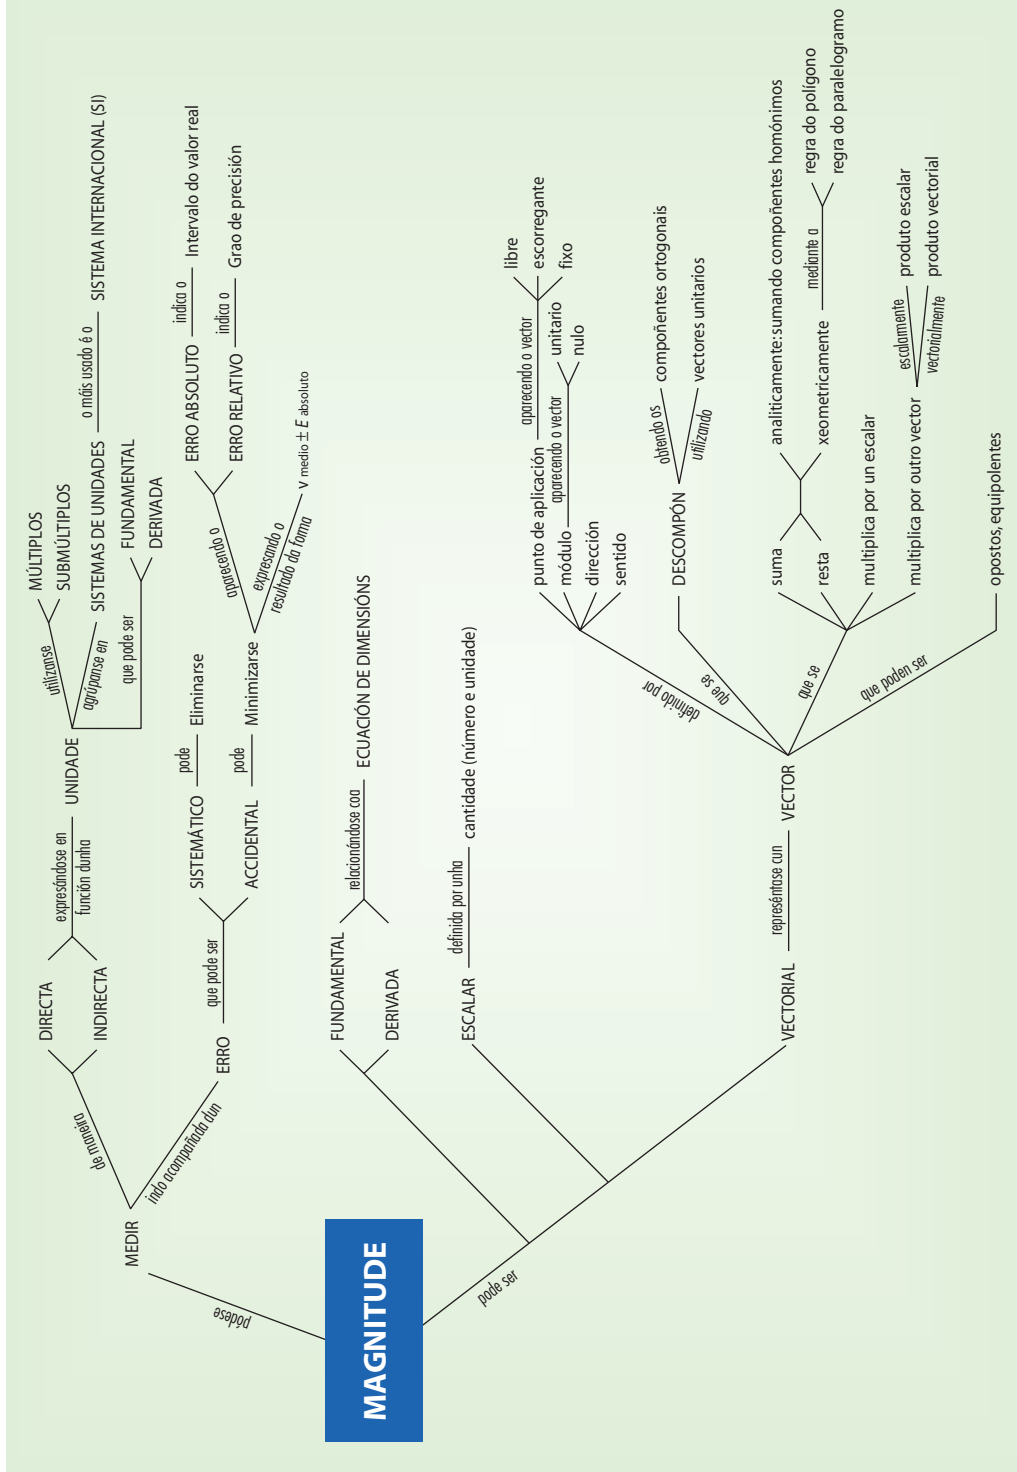 MAGNITUDE
pódese
MEDIR
de maneira
DIRECTA
INDIRECTA
expresándose en
función dunha
UNIDADE
utilízanse
MÚLTIPLOS
SUBMÚLTIPLOS
agrúpanse en
SISTEMAS DE UNIDADES
o máis usado é o
SISTEMA INTERNACIONAL (SI)
que pode ser
FUNDAMENTAL
DERIVADA
indo acompañada dun
ERRO
que pode ser
SISTEMÁTICO
pode
Eliminarse
ACCIDENTAL
pode
Minimizarse
aparecendo o
ERRO ABSOLUTO
indica o
Intervalo do valor real
ERRO RELATIVO
indica o
Grao de precisión
expresando o
resultado da forma
v medio ± E absoluto
pode ser
FUNDAMENTAL
DERIVADA
relacionándose coa
ECUACIÓN DE DIMENSIÓNS
ESCALAR
definida por unha
cantidade (número e unidade)
VECTORIAL
represéntase cun
VECTOR
definido por
punto de aplicación
aparecendo o vector
libre
escorregante
fixo
módulo
aparecendo o vector
unitario
nulo
dirección
sentido
que se
DESCOMPÓN
obtendo os
compoñentes ortogonais
utilizando
vectores unitarios
que se
suma
resta
analiticamente: sumando compoñentes homónimos
xeometricamente
mediante a
regra do polígono
regra do paralelogramo
multiplica por un escalar
multiplica por outro vector
escalarmente
produto escalar
vectorialmente
produto vectorial
que poden ser
opostos, equipolentes